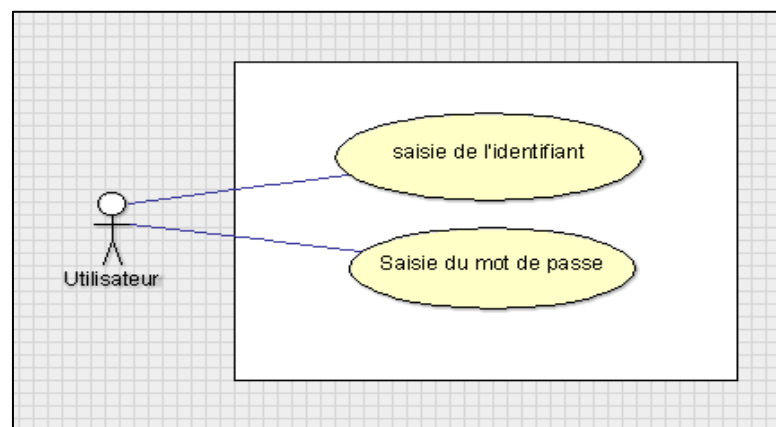 saisie de l'identifiant
Saisie du mot de passe
Utilisateur